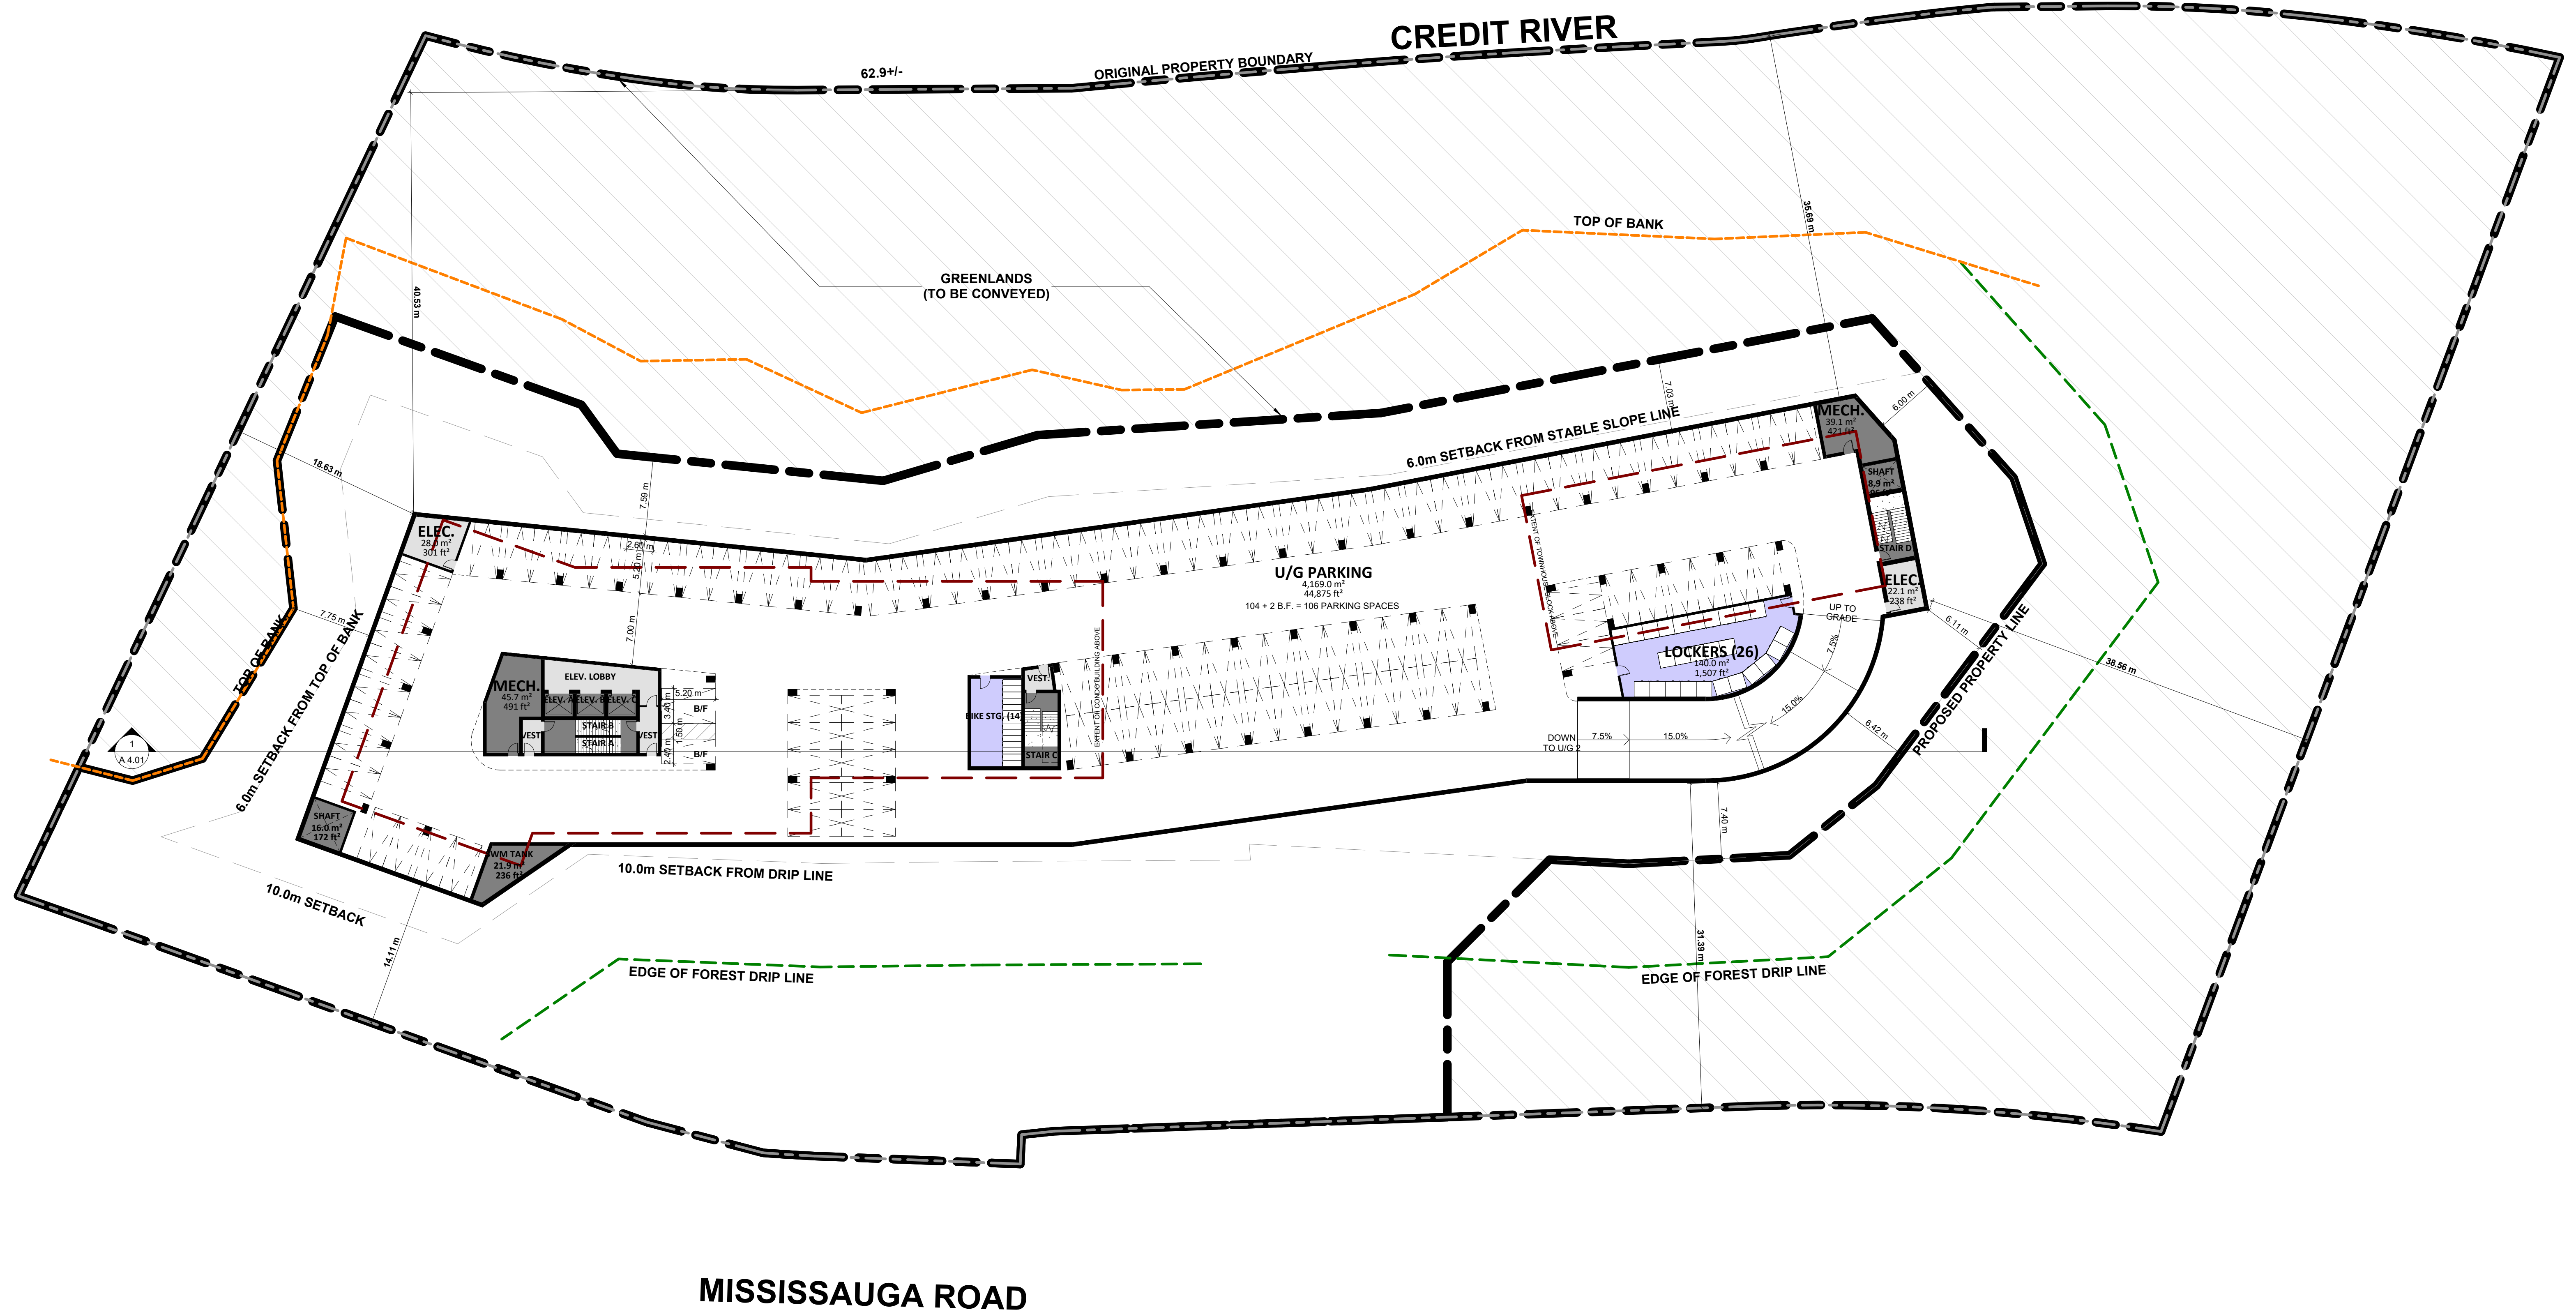 CREDIT RIVER
ORIGINAL PROPERTY BOUNDARY
62.9+/-
35.69 m
TOP OF BANK
GREENLANDS
(TO BE CONVEYED)
40.53 m
7.03 m
6.00 m
6.0m SETBACK FROM STABLE SLOPE LINE
MECH.
39.1 m²
421 ft²
SHAFT
8.9 m²
STAIR D
ELEC.
22.1 m²
238 ft²
18.63 m
7.59 m
ELEC.
301 ft²
2.60 m
5.20 m
7.00 m
7.75 m
TOP OF BANK
6.0m SETBACK FROM TOP OF BANK
U/G PARKING
4,169.0 m²
44,875 ft²
104 + 2 B.F. = 106 PARKING SPACES
EXTENT OF CONDO BUILDING ABOVE
UP TO
GRADE
7.5%
15.0%
LOCKERS (26)
140.0 m²
1,507 ft²
6.11 m
38.56 m
PROPOSED PROPERTY LINE
6.42 m
MECH.
45.7 m²
491 ft²
ELEV. LOBBY
ELEV. A
ELEV. B
ELEV. C
STAIR B
STAIR A
VEST
VEST
5.20 m
3.40 m
B/F
1.50 m
B/F
2.40 m
VEST.
STAIR C
DOWN
TO U/G 2
7.5%
15.0%
1
A 4.01
SHAFT
16.0 m²
172 ft²
WM TANK
21.9 m²
236 ft²
7.40 m
10.0m SETBACK FROM DRIP LINE
10.0m SETBACK
14.11 m
31.39 m
EDGE OF FOREST DRIP LINE
EDGE OF FOREST DRIP LINE
MISSISSAUGA ROAD